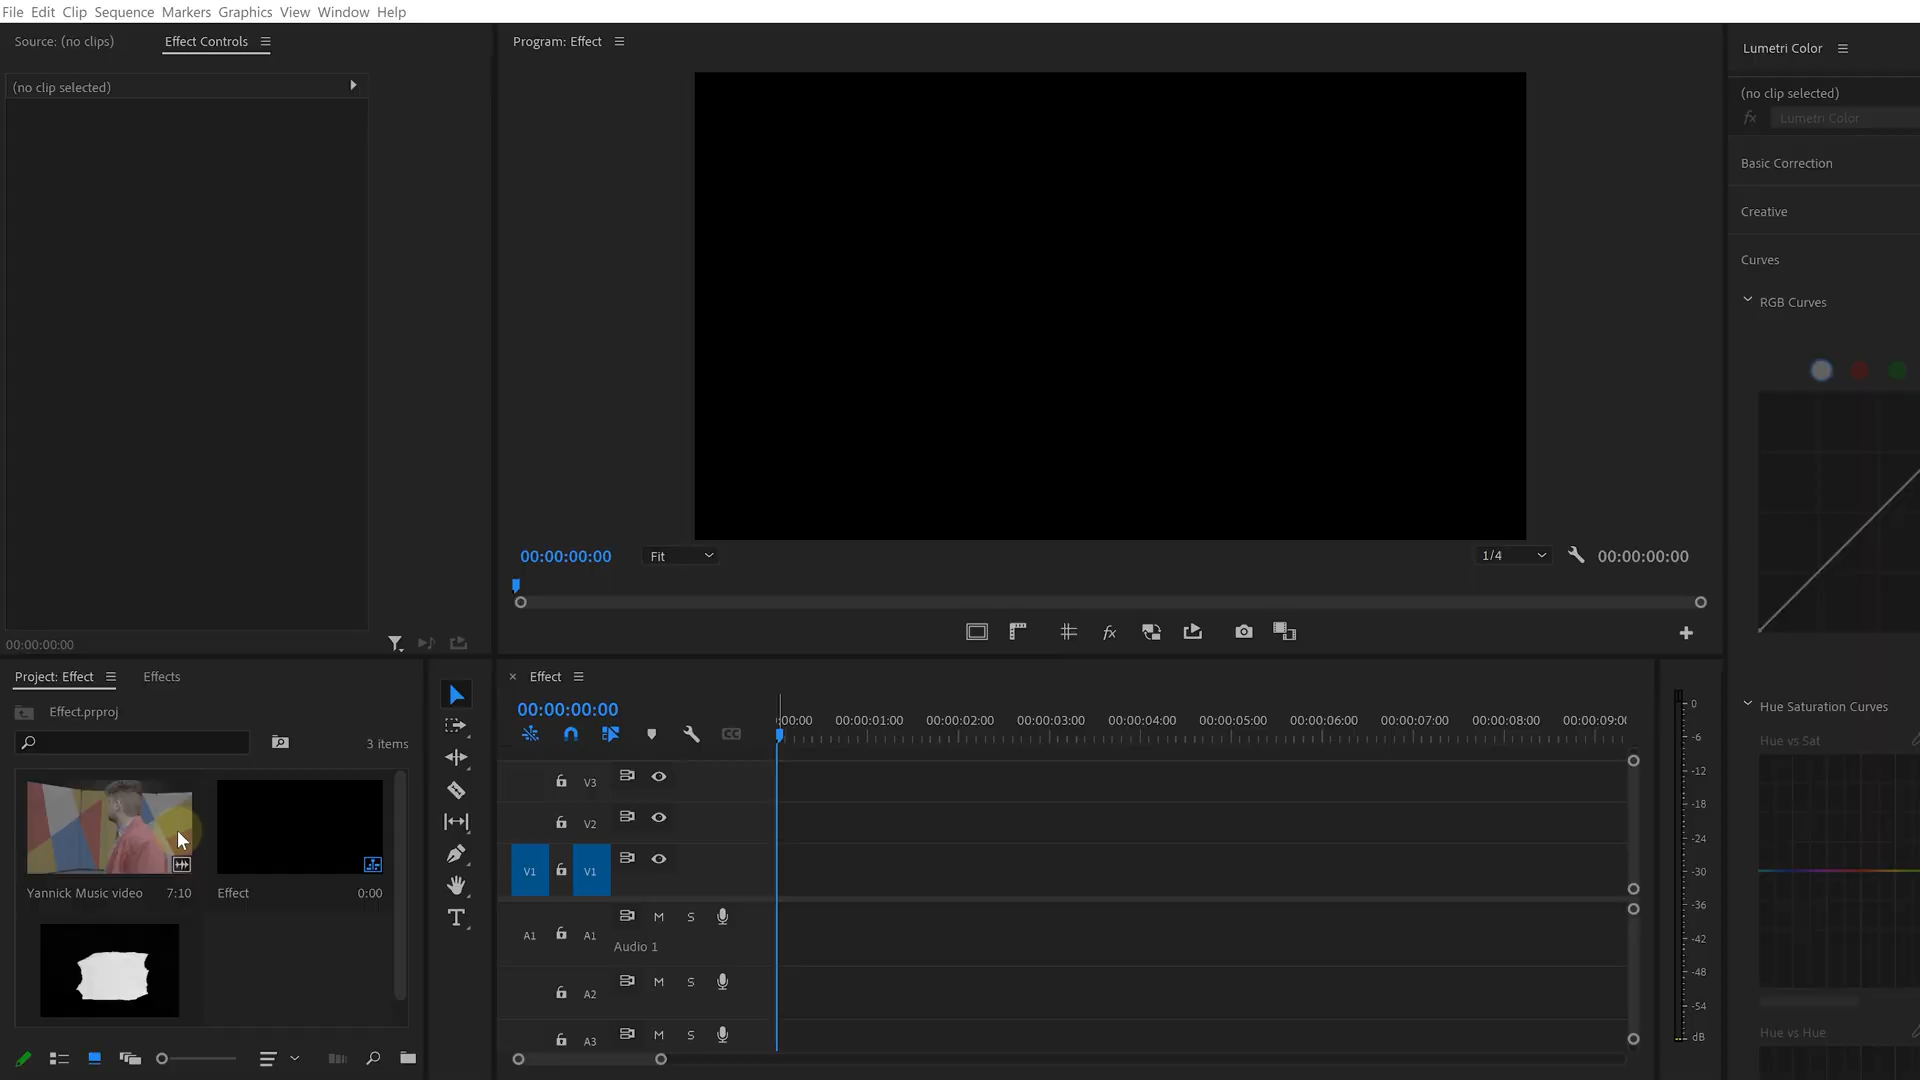 File Edit Clip Sequence Markers Graphics View Window Help
Source: (no clips)
Effect Controls
(no clip selected)
00:00:00:00
Program: Effect
00:00:00:00
Fit
1/4
00:00:00:00
Lumetri Color
(no clip selected)
fx Lumetri Color
Basic Correction
Creative
Curves
RGB Curves
Hue Saturation Curves
Hue vs Sat
Hue vs Hue
fx
Project: Effect
Effects
Effect.prproj
3 items
Yannick Music video 7:10
Effect 0:00
T
Effect
00:00:00:00
CC
:00:00 00:00:01:00 00:00:02:00 00:00:03:00 00:00:04:00 00:00:05:00 00:00:06:00 00:00:07:00 00:00:08:00 00:00:09:0
V3
V2
V1 V1
A1 A1 M S
Audio 1
A2 M S
A3 M S
0
-6
-12
-18
-24
-30
-36
-42
-48
-54
dB